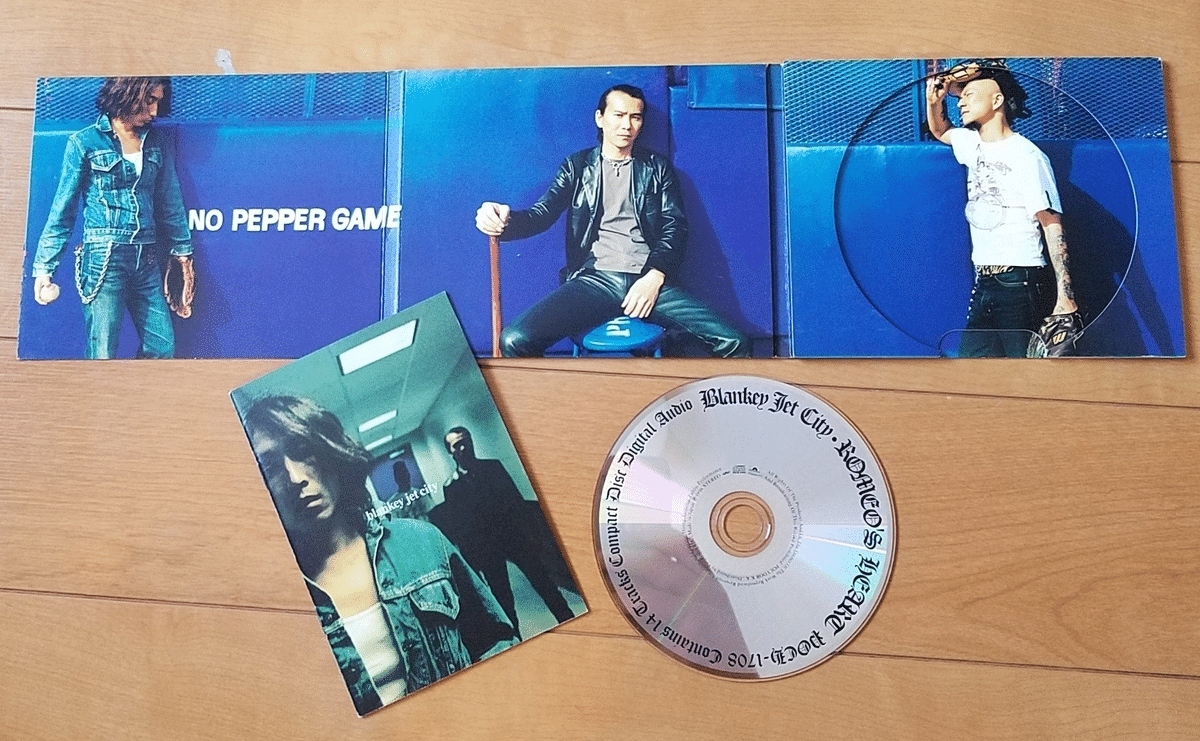 NO PEPPER GAME
Ph
blankey jet city
Blankey Jet City • ROMEO'S HEART POCH-1708 Contains 14 Tracks Compact Disc Digital Audio